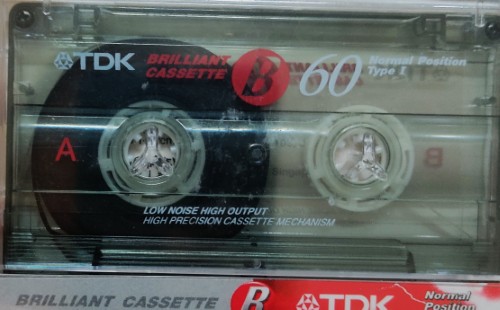 TDK
BRILLIANT
CASSETTE
B
60
Normal Position
Type I
A
B
LOW NOISE HIGH OUTPUT
HIGH PRECISION CASSETTE MECHANISM
BRILLIANT CASSETTE
B
TDK
Normal
Position